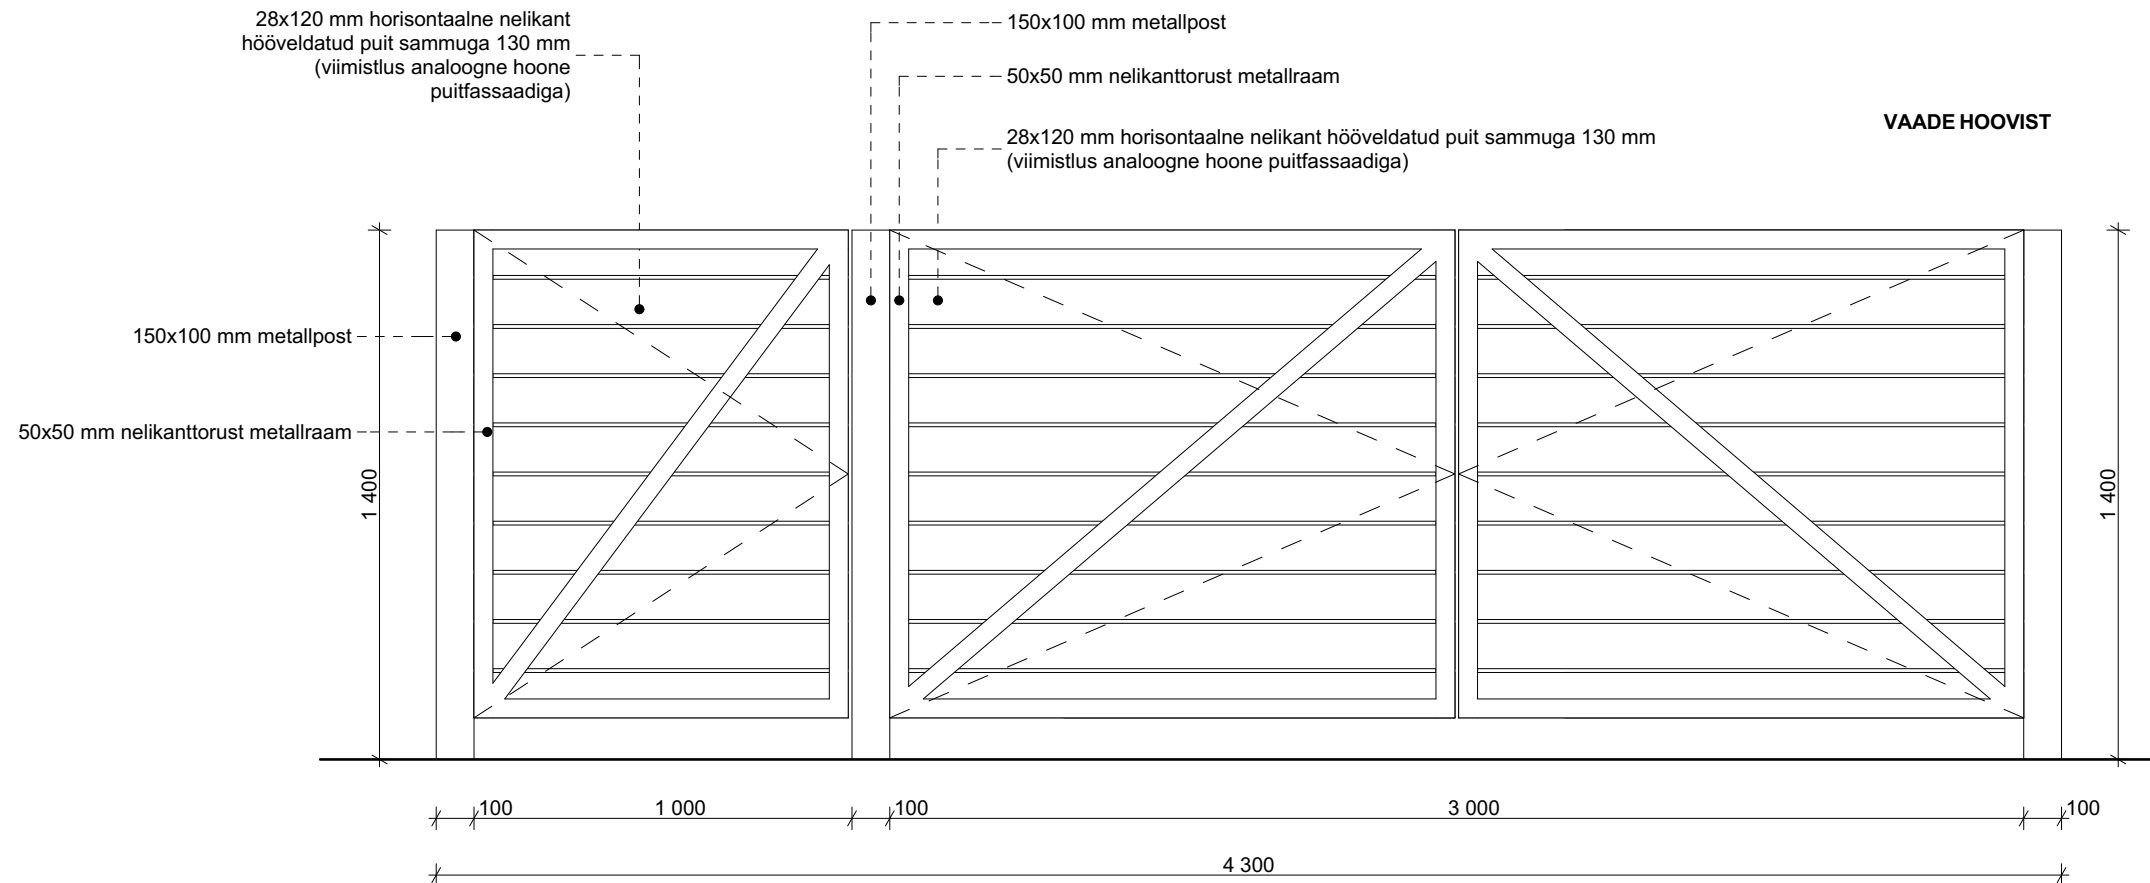 28x120 mm horisontaalne nelikant
hööveldatud puit sammuga 130 mm
(viimistlus analoogne hoone
puitfassaadiga)
150x100 mm metallpost
50x50 mm nelikanttorust metallraam
28x120 mm horisontaalne nelikant hööveldatud puit sammuga 130 mm
(viimistlus analoogne hoone puitfassaadiga)
VAADE HOOVIST
150x100 mm metallpost
50x50 mm nelikanttorust metallraam
1 400
1 400
100
1 000
100
3 000
100
4 300